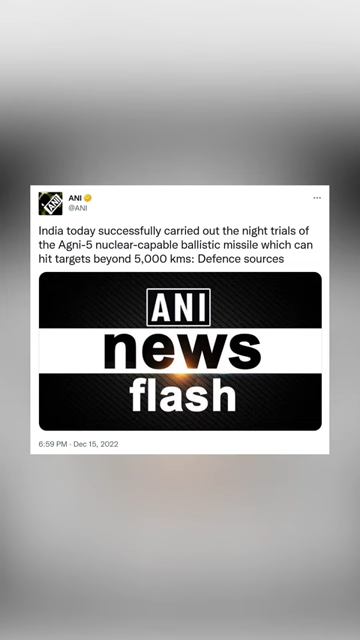 ANI
@ANI
India today successfully carried out the night trials of
the Agni-5 nuclear-capable ballistic missile which can
hit targets beyond 5,000 kms: Defence sources
ANI
news
flash
6:59 PM · Dec 15, 2022